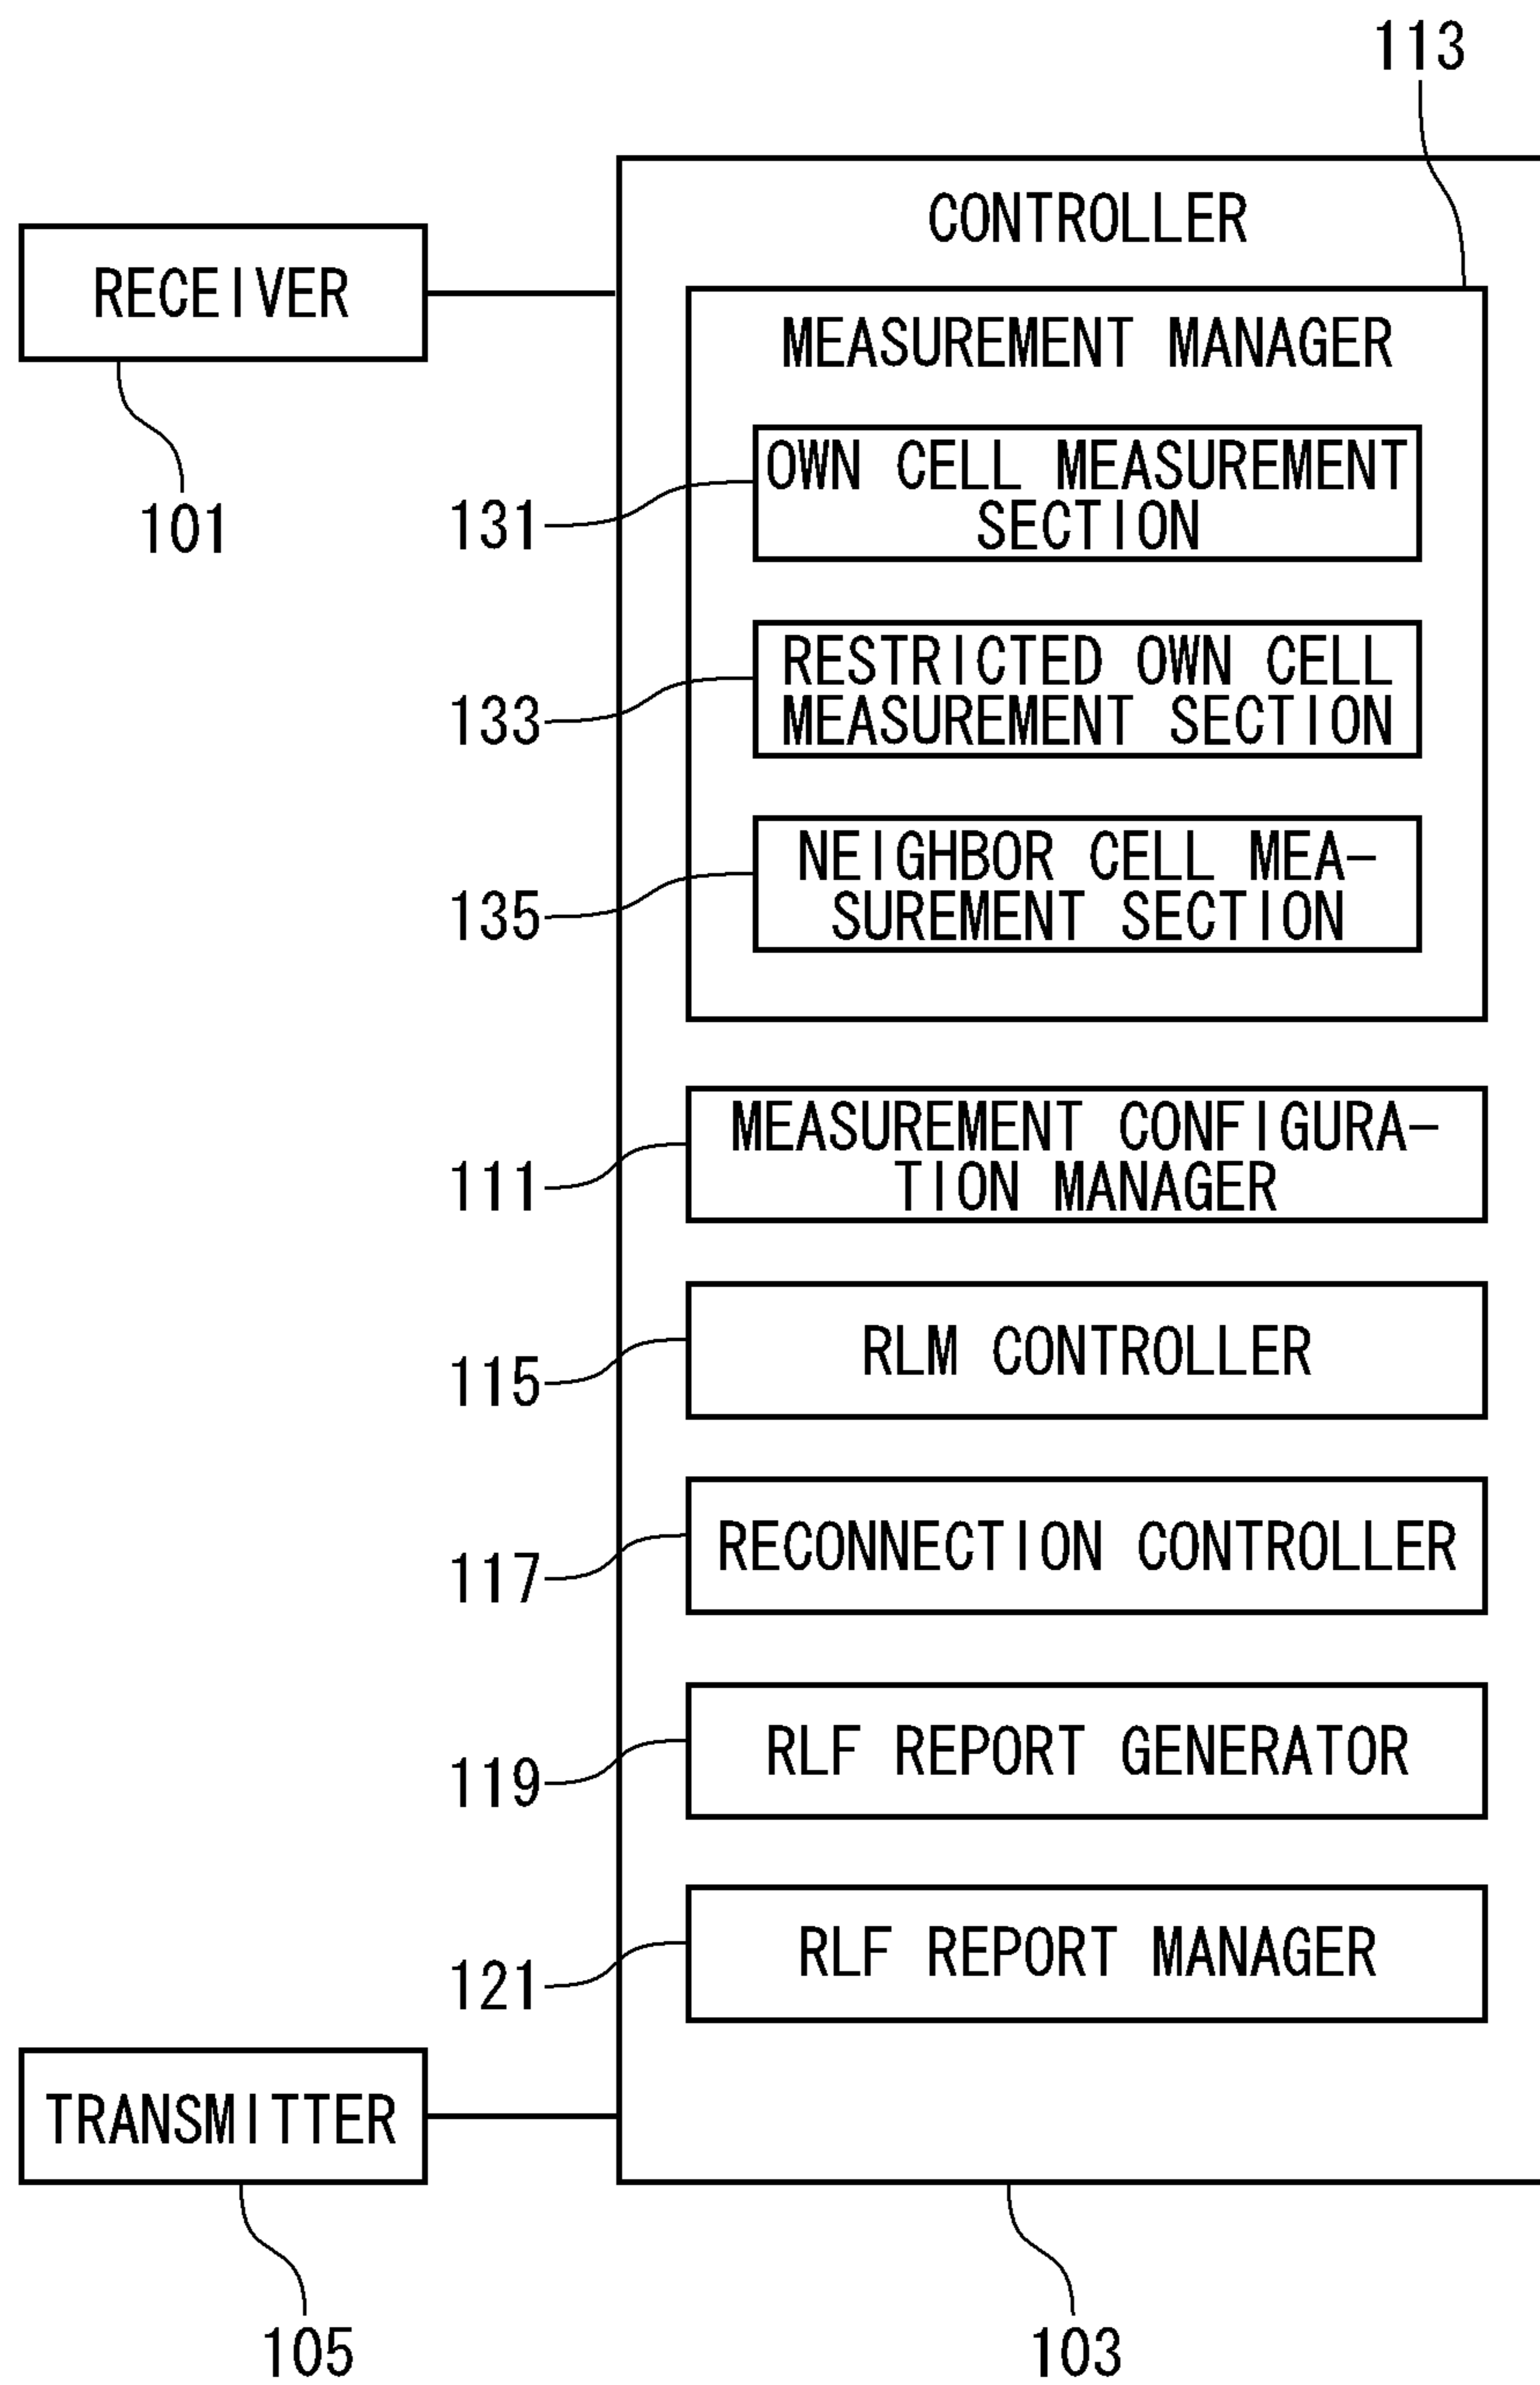 113
CONTROLLER
RECEIVER
101
MEASUREMENT MANAGER
OWN CELL MEASUREMENT
SECTION
131
RESTRICTED OWN CELL
MEASUREMENT SECTION
133
NEIGHBOR CELL MEA-
SUREMENT SECTION
135
MEASUREMENT CONFIGURA-
TION MANAGER
111
RLM CONTROLLER
115
RECONNECTION CONTROLLER
117
RLF REPORT GENERATOR
119
RLF REPORT MANAGER
121
TRANSMITTER
105
103